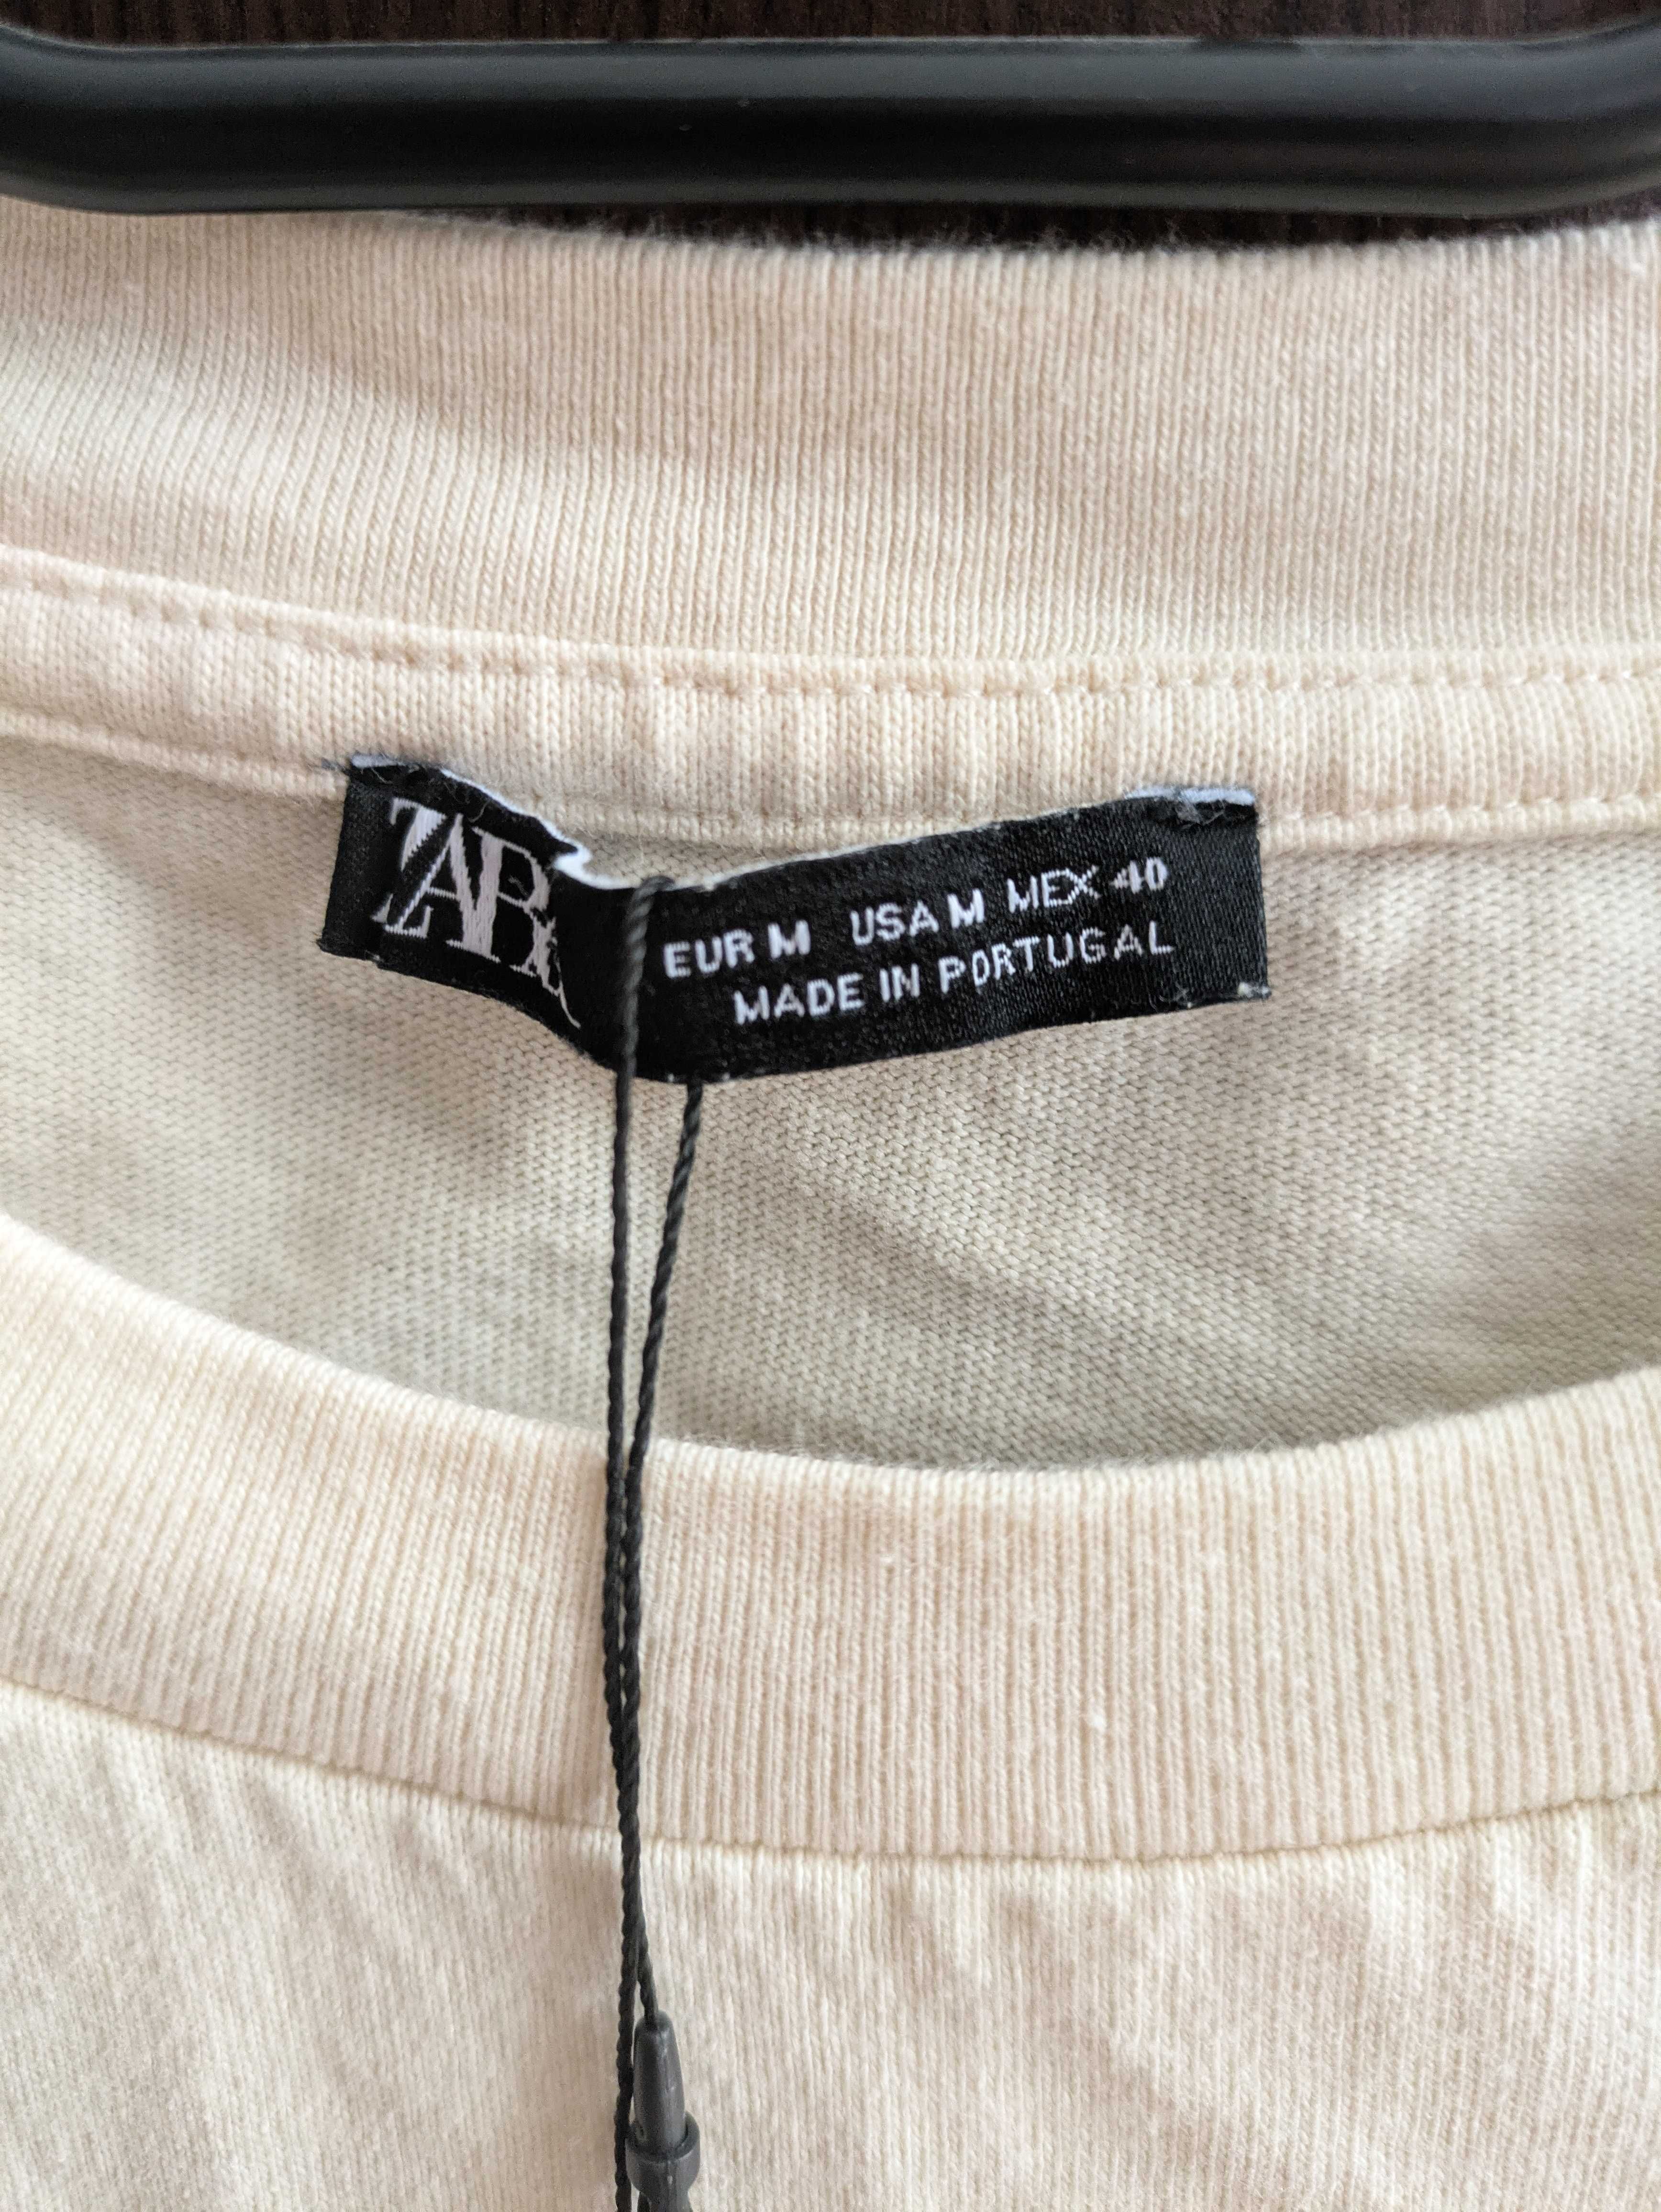 ZARA
EUR M USA M MEX 40
MADE IN PORTUGAL